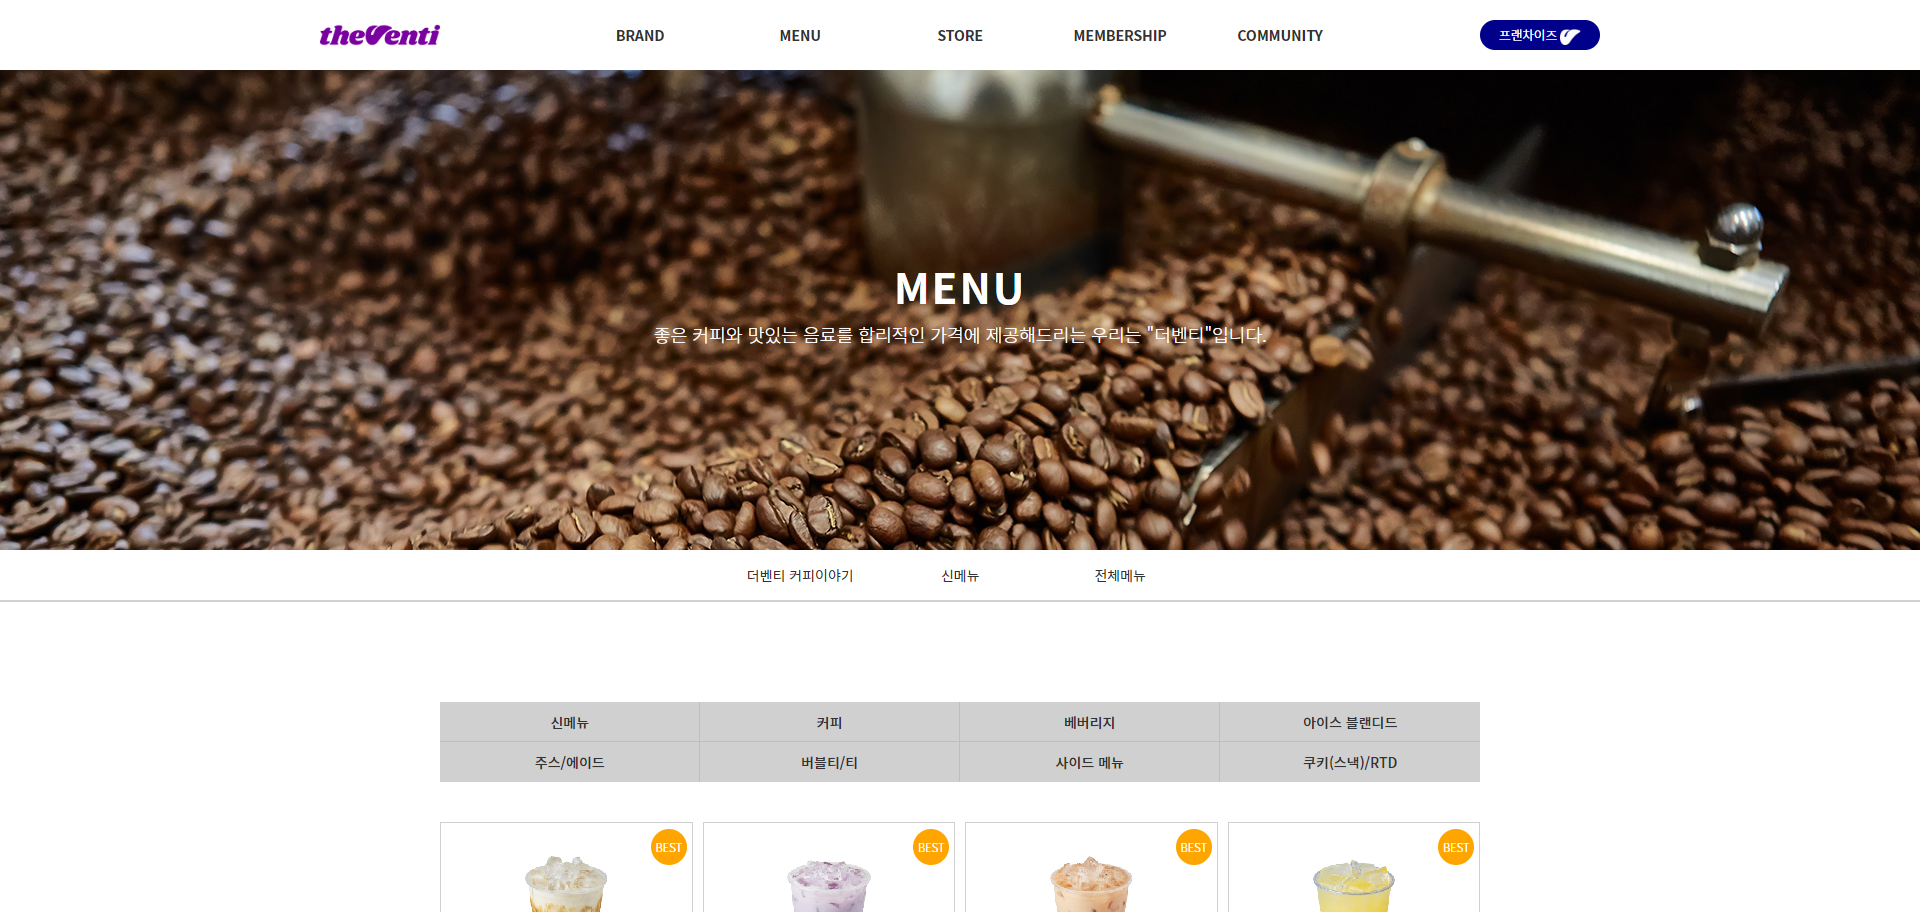 theVenti
BRAND
MENU
STORE
MEMBERSHIP
COMMUNITY
프랜차이즈
MENU
좋은 커피와 맛있는 음료를 합리적인 가격에 제공해드리는 우리는 "더벤티"입니다.
더벤티 커피이야기
신메뉴
전체메뉴
신메뉴
커피
베버리지
아이스 블랜디드
주스/에이드
버블티/티
사이드 메뉴
쿠키(스낵)/RTD
BEST
BEST
BEST
BEST